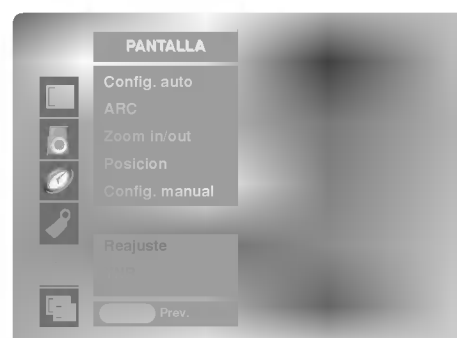 PANTALLA
Config. auto
ARC
Zoom in/out
Posicion
Config. manual
Reajuste
Prev.